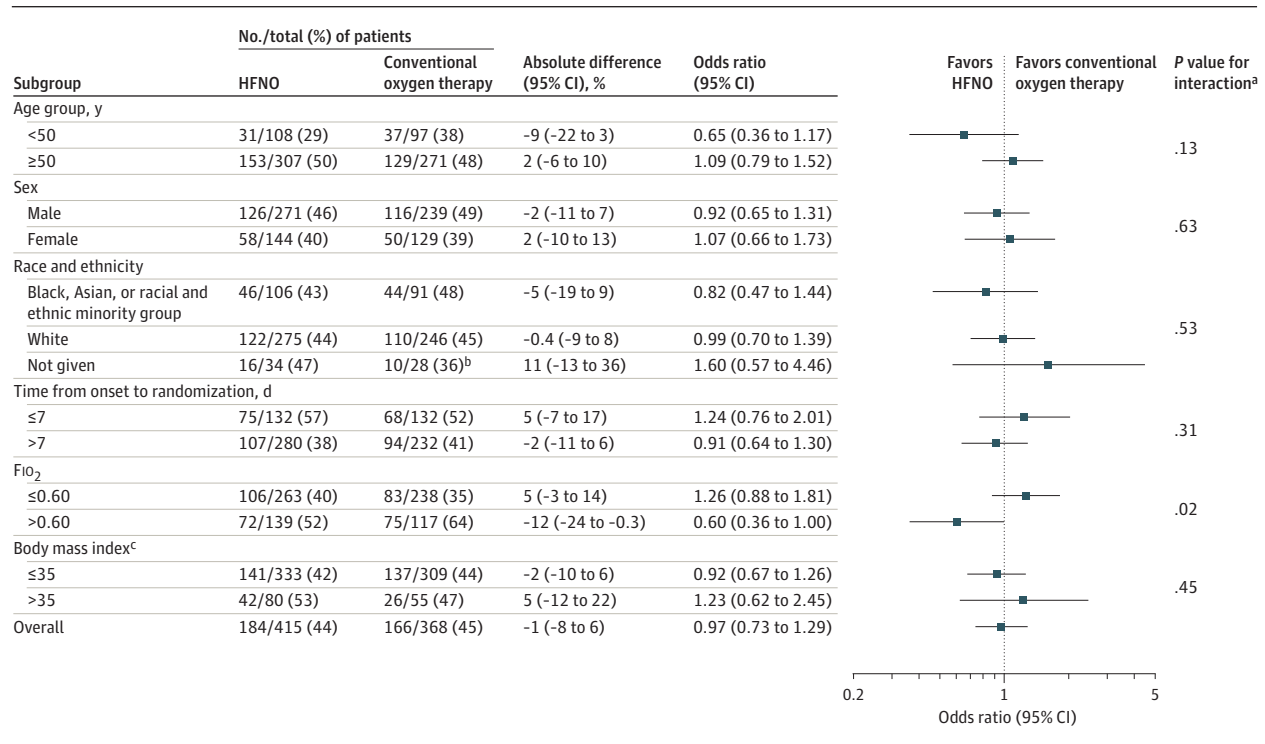 No./total (%) of patients
Subgroup HFNO Conventional oxygen therapy Absolute difference (95% CI), % Odds ratio (95% CI) Favors HFNO Favors conventional oxygen therapy P value for interactionᵃ
Age group, y
<50 31/108 (29) 37/97 (38) -9 (-22 to 3) 0.65 (0.36 to 1.17)
.13
≥50 153/307 (50) 129/271 (48) 2 (-6 to 10) 1.09 (0.79 to 1.52)
Sex
Male 126/271 (46) 116/239 (49) -2 (-11 to 7) 0.92 (0.65 to 1.31)
.63
Female 58/144 (40) 50/129 (39) 2 (-10 to 13) 1.07 (0.66 to 1.73)
Race and ethnicity
Black, Asian, or racial and ethnic minority group 46/106 (43) 44/91 (48) -5 (-19 to 9) 0.82 (0.47 to 1.44)
.53
White 122/275 (44) 110/246 (45) -0.4 (-9 to 8) 0.99 (0.70 to 1.39)
Not given 16/34 (47) 10/28 (36)ᵇ 11 (-13 to 36) 1.60 (0.57 to 4.46)
Time from onset to randomization, d
≤7 75/132 (57) 68/132 (52) 5 (-7 to 17) 1.24 (0.76 to 2.01)
.31
>7 107/280 (38) 94/232 (41) -2 (-11 to 6) 0.91 (0.64 to 1.30)
FIO₂
≤0.60 106/263 (40) 83/238 (35) 5 (-3 to 14) 1.26 (0.88 to 1.81)
.02
>0.60 72/139 (52) 75/117 (64) -12 (-24 to -0.3) 0.60 (0.36 to 1.00)
Body mass indexᶜ
≤35 141/333 (42) 137/309 (44) -2 (-10 to 6) 0.92 (0.67 to 1.26)
.45
>35 42/80 (53) 26/55 (47) 5 (-12 to 22) 1.23 (0.62 to 2.45)
Overall 184/415 (44) 166/368 (45) -1 (-8 to 6) 0.97 (0.73 to 1.29)
0.2 1 5
Odds ratio (95% CI)